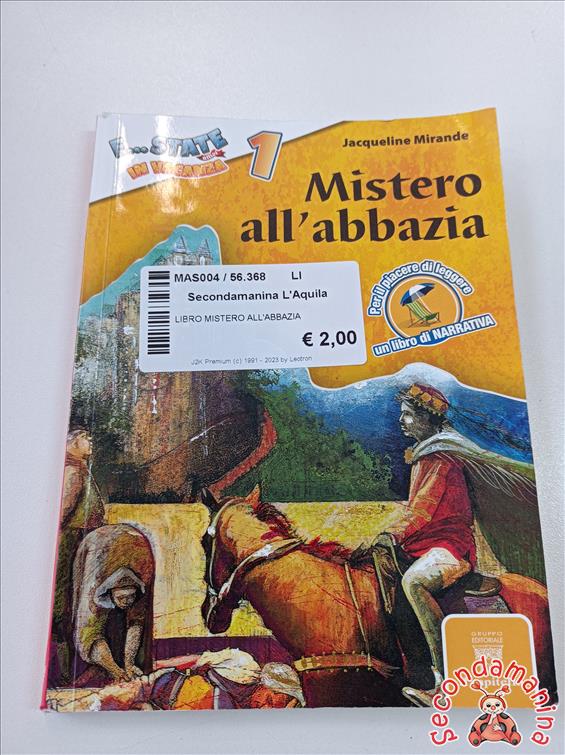 E... STATE
IN VACANZA
1
Jacqueline Mirande
Mistero
all'abbazia
Per il piacere di leggere
un libro di NARRATIVA
MAS004 / 56.368 LI
Secondamanina L'Aquila
LIBRO MISTERO ALL'ABBAZIA
€ 2,00
J2K Premium (c) 1991 - 2023 by Leotron
GRUPPO
EDITORIALE
Secondamanina